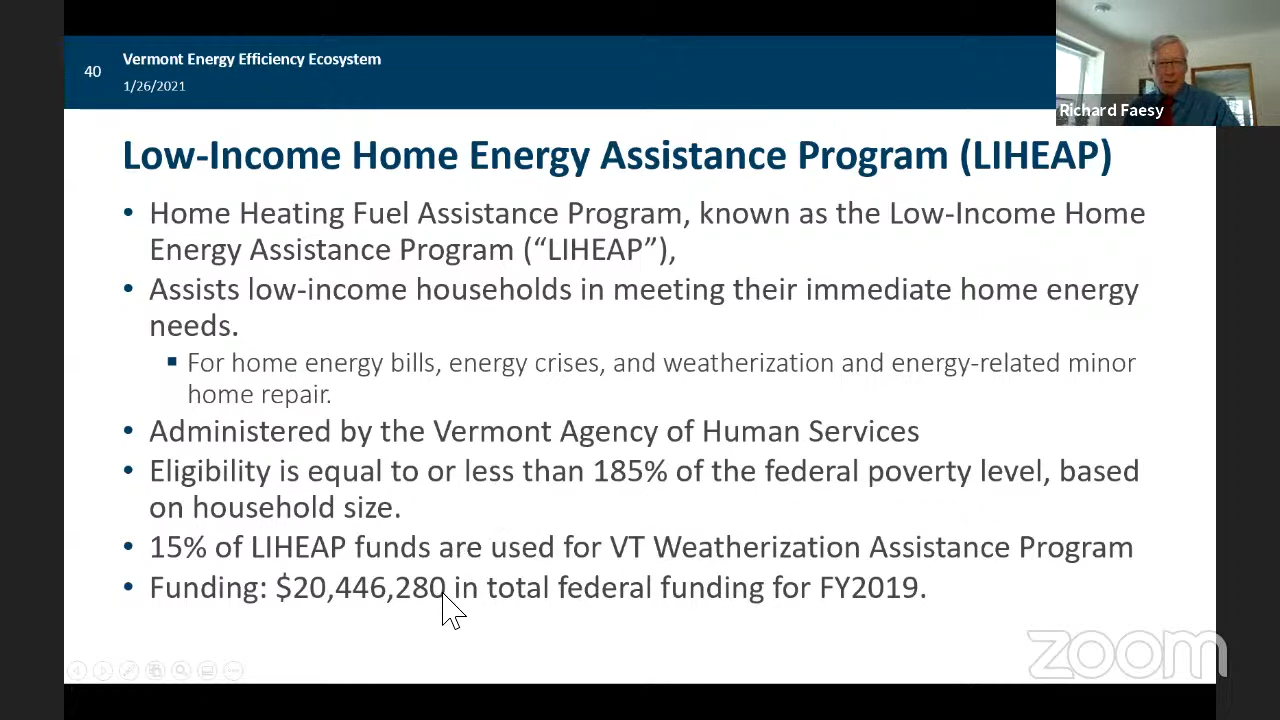 40
Vermont Energy Efficiency Ecosystem
1/26/2021
Richard Faesy
Low-Income Home Energy Assistance Program (LIHEAP)
• Home Heating Fuel Assistance Program, known as the Low-Income Home
Energy Assistance Program (“LIHEAP”),
• Assists low-income households in meeting their immediate home energy
needs.
▪ For home energy bills, energy crises, and weatherization and energy-related minor
home repair.
• Administered by the Vermont Agency of Human Services
• Eligibility is equal to or less than 185% of the federal poverty level, based
on household size.
• 15% of LIHEAP funds are used for VT Weatherization Assistance Program
• Funding: $20,446,280 in total federal funding for FY2019.
zoom